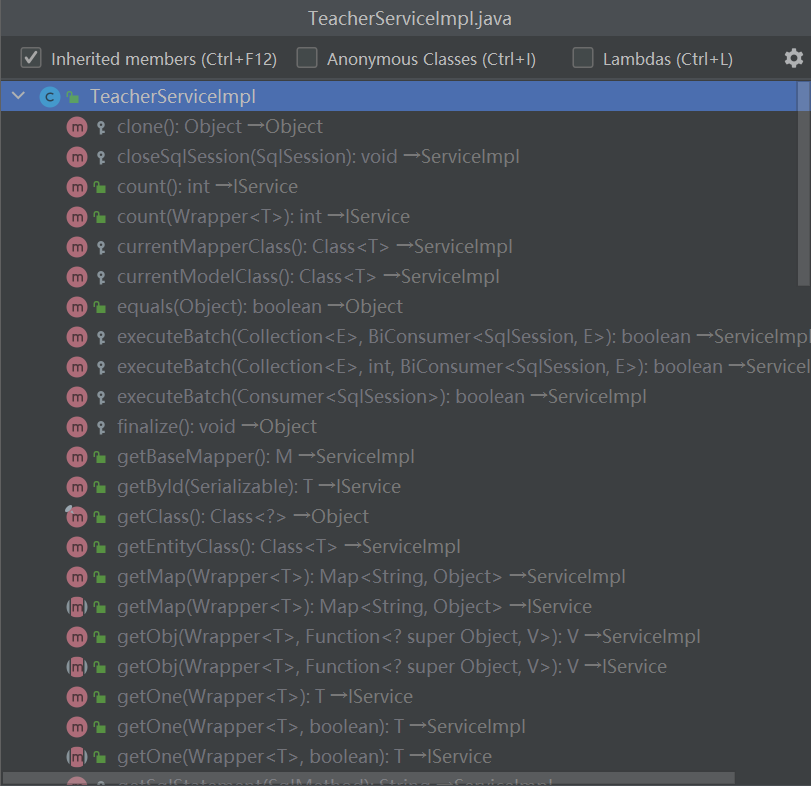 TeacherServiceImpl.java
Inherited members (Ctrl+F12) Anonymous Classes (Ctrl+I) Lambdas (Ctrl+L)
C TeacherServiceImpl
m clone(): Object →Object
m closeSqlSession(SqlSession): void →ServiceImpl
m count(): int →IService
m count(Wrapper<T>): int →IService
m currentMapperClass(): Class<T> →ServiceImpl
m currentModelClass(): Class<T> →ServiceImpl
m equals(Object): boolean →Object
m executeBatch(Collection<E>, BiConsumer<SqlSession, E>): boolean →ServiceImpl
m executeBatch(Collection<E>, int, BiConsumer<SqlSession, E>): boolean →ServiceI
m executeBatch(Consumer<SqlSession>): boolean →ServiceImpl
m finalize(): void →Object
m getBaseMapper(): M →ServiceImpl
m getById(Serializable): T →IService
m getClass(): Class<?> →Object
m getEntityClass(): Class<T> →ServiceImpl
m getMap(Wrapper<T>): Map<String, Object> →ServiceImpl
m getMap(Wrapper<T>): Map<String, Object> →IService
m getObj(Wrapper<T>, Function<? super Object, V>): V →ServiceImpl
m getObj(Wrapper<T>, Function<? super Object, V>): V →IService
m getOne(Wrapper<T>): T →IService
m getOne(Wrapper<T>, boolean): T →ServiceImpl
m getOne(Wrapper<T>, boolean): T →IService
getSqlStatement(SqlMethod): String →ServiceImpl